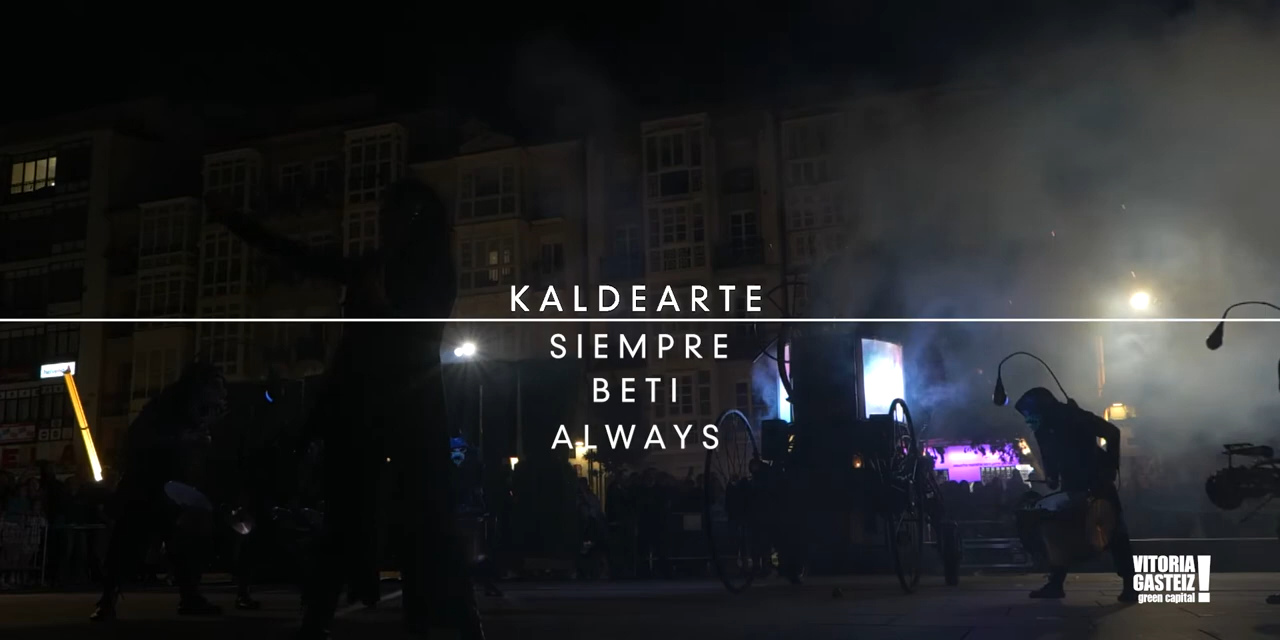 KALDEARTE
SIEMPRE
BETI
ALWAYS
VITORIA
GASTEIZ!
green capital